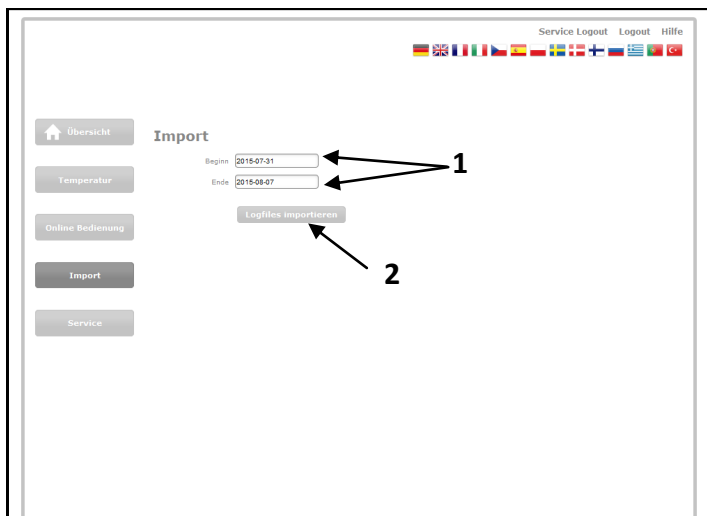 Service Logout Logout Hilfe
Übersicht
Import
Beginn 2015-07-31
1
Temperatur
Ende 2015-08-07
Logfiles importieren
Online Bedienung
2
Import
Service